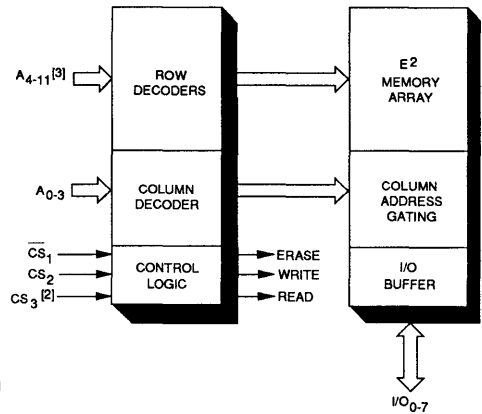 A4-11[3]
ROW
DECODERS
E2
MEMORY
ARRAY
A0-3
COLUMN
DECODER
COLUMN
ADDRESS
GATING
CS1
CS2
CS3[2]
CONTROL
LOGIC
ERASE
WRITE
READ
I/O
BUFFER
I/O0-7